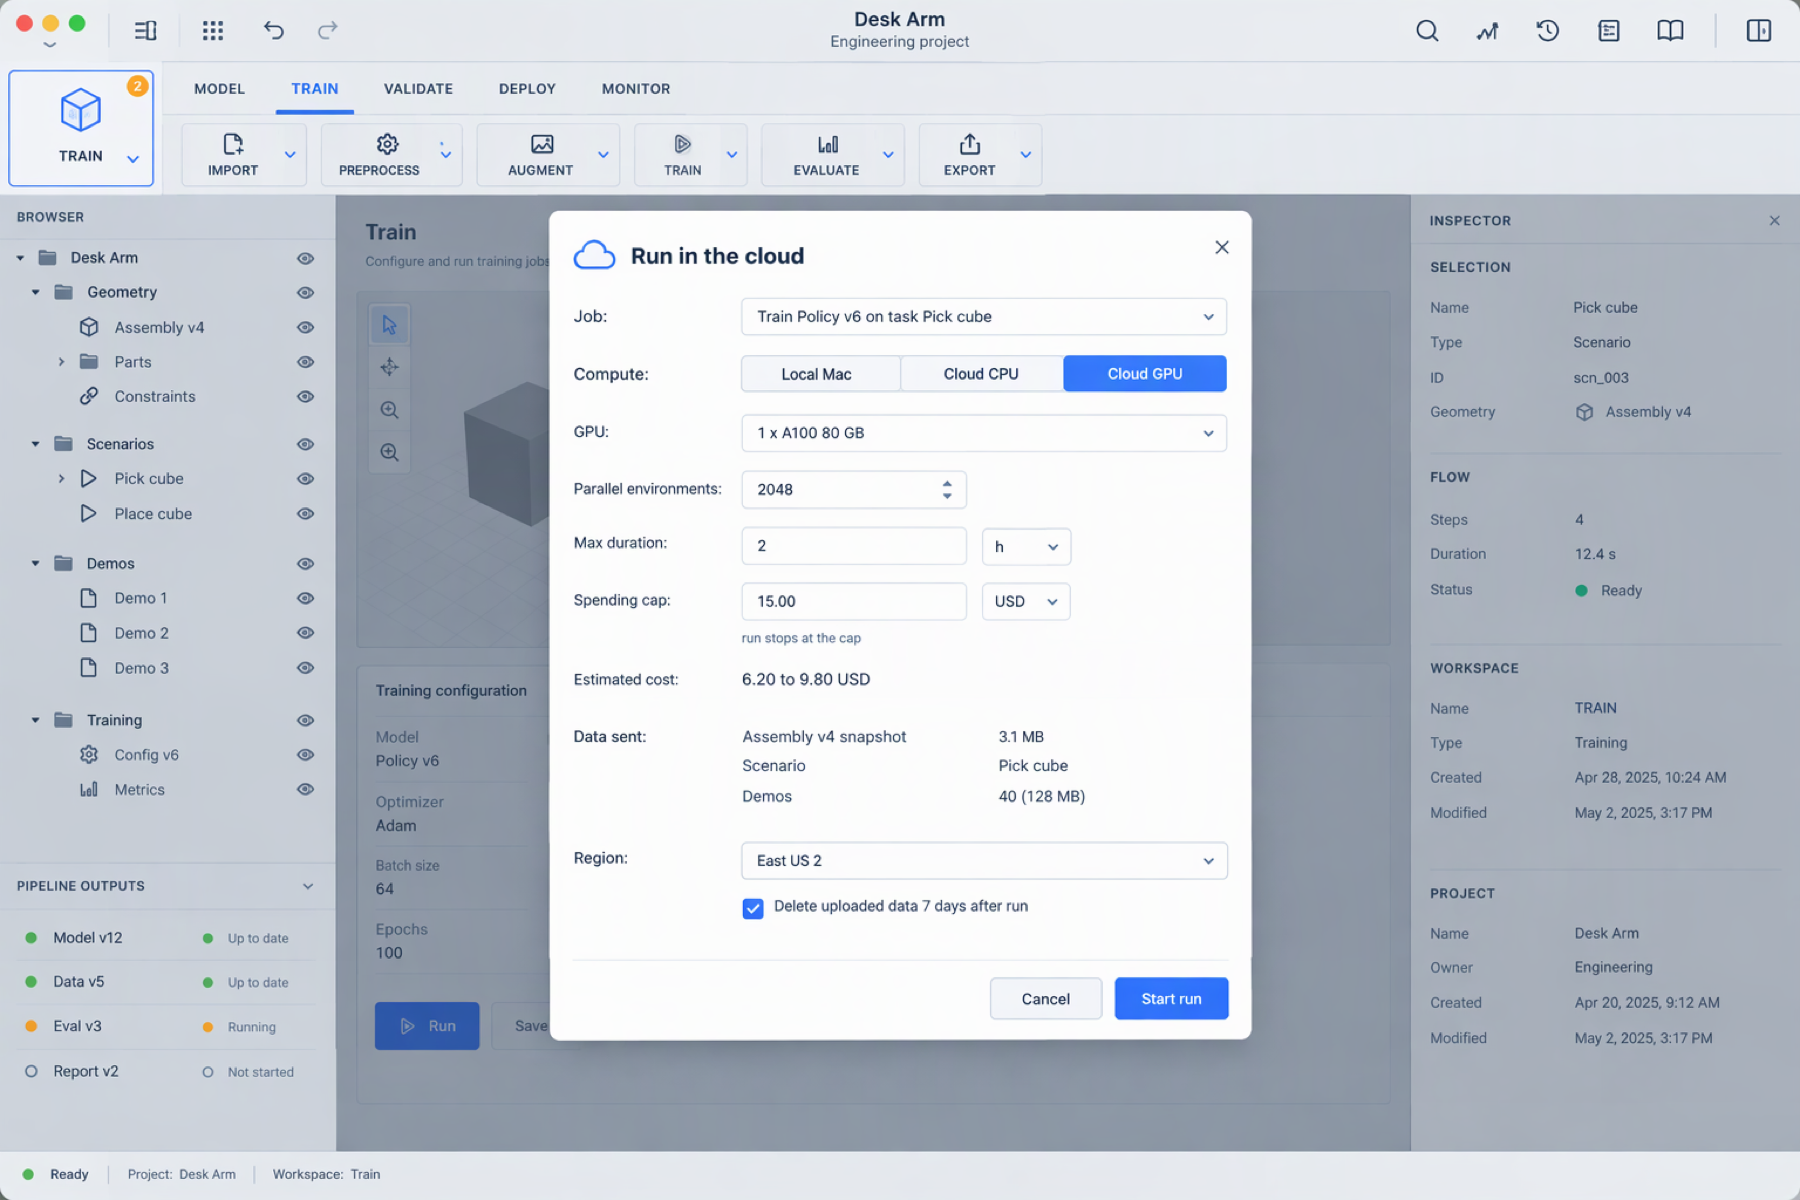 Desk Arm
Engineering project
2
TRAIN
MODEL
TRAIN
VALIDATE
DEPLOY
MONITOR
IMPORT
PREPROCESS
AUGMENT
TRAIN
EVALUATE
EXPORT
BROWSER
Desk Arm
Geometry
Assembly v4
Parts
Constraints
Scenarios
Pick cube
Place cube
Demos
Demo 1
Demo 2
Demo 3
Training
Config v6
Metrics
PIPELINE OUTPUTS
Model v12 Up to date
Data v5 Up to date
Eval v3 Running
Report v2 Not started
Train
Configure and run training jobs
Training configuration
Model
Policy v6
Optimizer
Adam
Batch size
64
Epochs
100
Run
Save
Run in the cloud
Job: Train Policy v6 on task Pick cube
Compute: Local Mac Cloud CPU Cloud GPU
GPU: 1 x A100 80 GB
Parallel environments: 2048
Max duration: 2 h
Spending cap: 15.00 USD
run stops at the cap
Estimated cost: 6.20 to 9.80 USD
Data sent: Assembly v4 snapshot 3.1 MB
Scenario Pick cube
Demos 40 (128 MB)
Region: East US 2
Delete uploaded data 7 days after run
Cancel
Start run
INSPECTOR
SELECTION
Name Pick cube
Type Scenario
ID scn_003
Geometry Assembly v4
FLOW
Steps 4
Duration 12.4 s
Status Ready
WORKSPACE
Name TRAIN
Type Training
Created Apr 28, 2025, 10:24 AM
Modified May 2, 2025, 3:17 PM
PROJECT
Name Desk Arm
Owner Engineering
Created Apr 20, 2025, 9:12 AM
Modified May 2, 2025, 3:17 PM
Ready
Project: Desk Arm
Workspace: Train